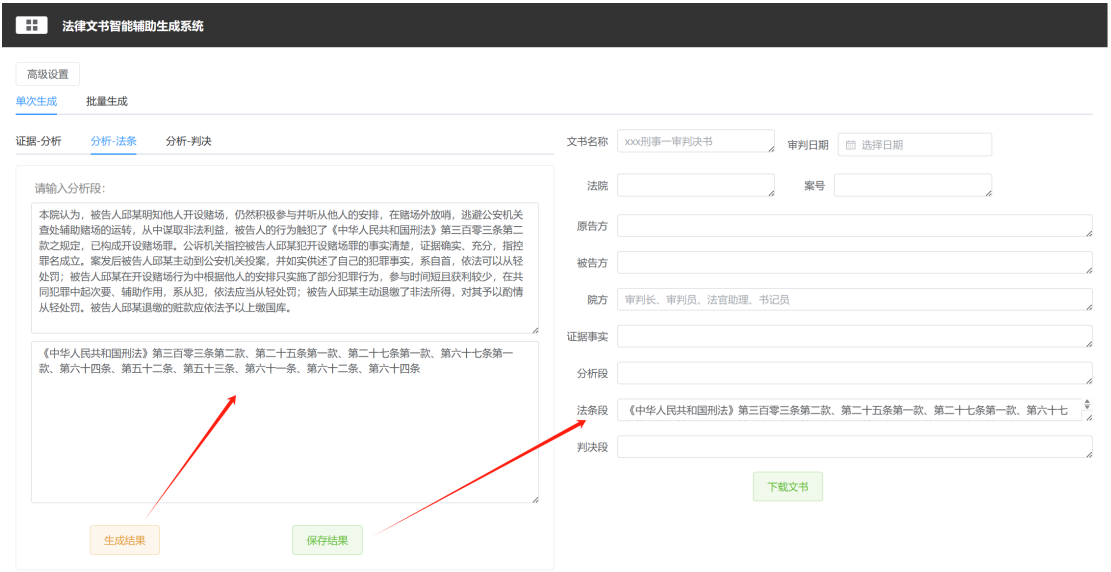 法律文书智能辅助生成系统
高级设置
单次生成 批量生成
证据-分析 分析-法条 分析-判决
请输入分析段:
本院认为，被告人邱某明知他人开设赌场，仍然积极参与并听从他人的安排，在赌场外放哨，逃避公安机关
查处辅助赌场的运转，从中谋取非法利益，被告人的行为触犯了《中华人民共和国刑法》第三百零三条第二
款之规定，已构成开设赌场罪。公诉机关指控被告人邱某犯开设赌场罪的事实清楚，证据确实、充分，指控
罪名成立。案发后被告人邱某主动到公安机关投案，并如实供述了自己的犯罪事实，系自首，依法可以从轻
处罚；被告人邱某在开设赌场行为中根据他人的安排只实施了部分犯罪行为，参与时间短且获利较少，在共
同犯罪中起次要、辅助作用，系从犯，依法应当从轻处罚；被告人邱某主动退缴了非法所得，对其予以酌情
从轻处罚。被告人邱某退缴的赃款应依法予以上缴国库。
《中华人民共和国刑法》第三百零三条第二款、第二十五条第一款、第二十七条第一款、第六十七条第一
款、第六十四条、第五十二条、第五十三条、第六十一条、第六十二条、第六十四条
生成结果 保存结果
文书名称 xxx刑事一审判决书 审判日期 选择日期
法院 案号
原告方
被告方
院方 审判长、审判员、法官助理、书记员
证据事实
分析段
法条段 《中华人民共和国刑法》第三百零三条第二款、第二十五条第一款、第二十七条第一款、第六十七
判决段
下载文书